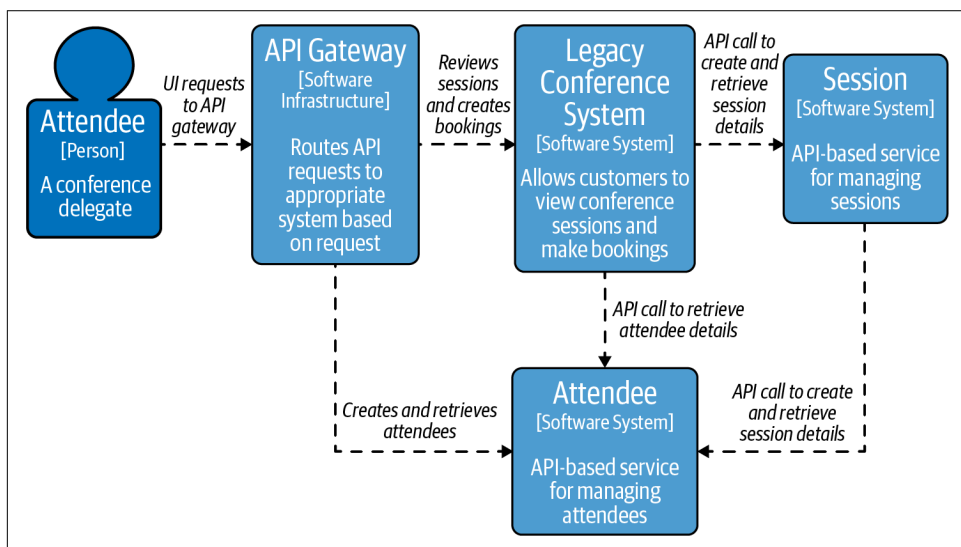 Attendee
[Person]
A conference
delegate
UI requests
to API
gateway
API Gateway
[Software
Infrastructure]
Routes API
requests to
appropriate
system based
on request
Reviews
sessions
and creates
bookings
Legacy
Conference
System
[Software System]
Allows customers to
view conference
sessions and
make bookings
API call to
create and
retrieve
session
details
Session
[Software System]
API-based service
for managing
sessions
API call to retrieve
attendee details
Creates and retrieves
attendees
Attendee
[Software System]
API-based service
for managing
attendees
API call to create
and retrieve
session details